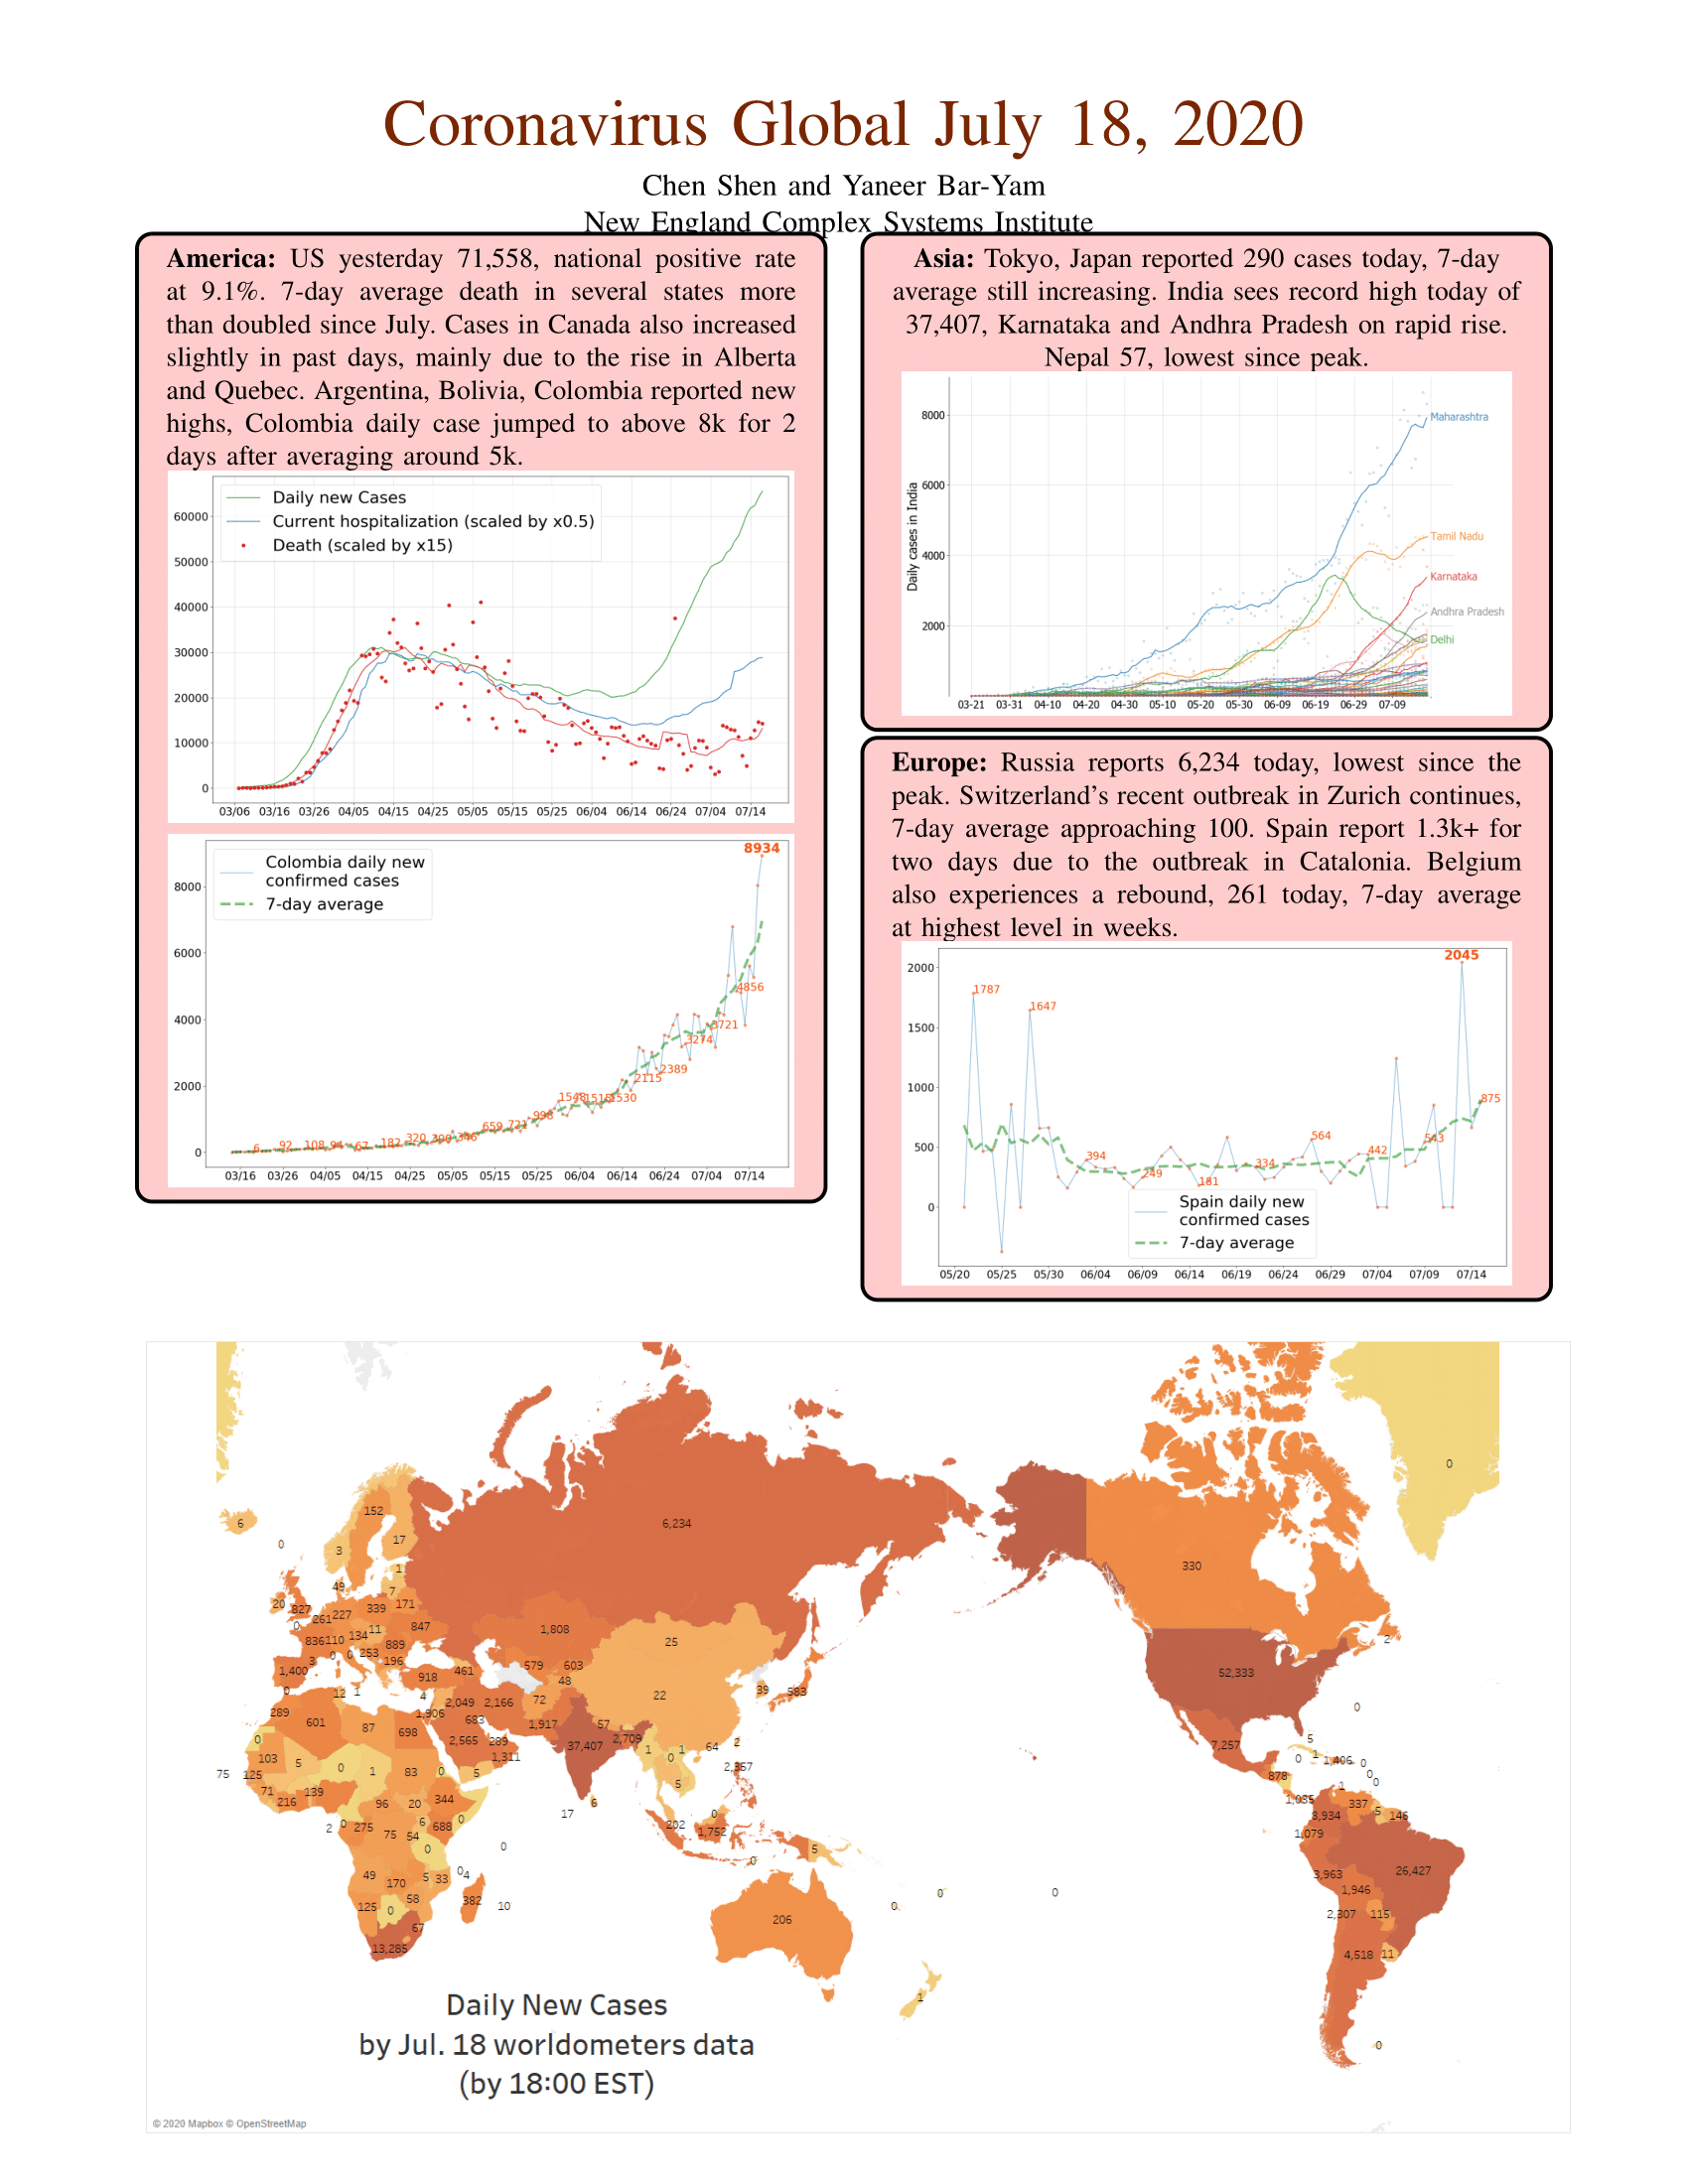 Coronavirus Global July 18, 2020
Chen Shen and Yaneer Bar-Yam
New England Complex Systems Institute
America: US yesterday 71,558, national positive rate
at 9.1%. 7-day average death in several states more
than doubled since July. Cases in Canada also increased
slightly in past days, mainly due to the rise in Alberta
and Quebec. Argentina, Bolivia, Colombia reported new
highs, Colombia daily case jumped to above 8k for 2
days after averaging around 5k.
Daily new Cases
Current hospitalization (scaled by x0.5)
Death (scaled by x15)
60000
50000
40000
30000
20000
10000
0
03/06 03/16 03/26 04/05 04/15 04/25 05/05 05/15 05/25 06/04 06/14 06/24 07/04 07/14
8934
Colombia daily new
confirmed cases
7-day average
8000
6000
4000
2000
0
4856
3721
3274
2389
2115
1548 1515 1530
6 92 108 94 67 182 320 300 346 659 721 998
03/16 03/26 04/05 04/15 04/25 05/05 05/15 05/25 06/04 06/14 06/24 07/04 07/14
Asia: Tokyo, Japan reported 290 cases today, 7-day
average still increasing. India sees record high today of
37,407, Karnataka and Andhra Pradesh on rapid rise.
Nepal 57, lowest since peak.
Daily cases in India
8000
6000
4000
2000
Maharashtra
Tamil Nadu
Karnataka
Andhra Pradesh
Delhi
03-21 03-31 04-10 04-20 04-30 05-10 05-20 05-30 06-09 06-19 06-29 07-09
Europe: Russia reports 6,234 today, lowest since the
peak. Switzerland's recent outbreak in Zurich continues,
7-day average approaching 100. Spain report 1.3k+ for
two days due to the outbreak in Catalonia. Belgium
also experiences a rebound, 261 today, 7-day average
at highest level in weeks.
2045
2000
1500
1000
500
0
1787
1647
394 249 181 334 564 442 543 875
Spain daily new
confirmed cases
7-day average
05/20 05/25 05/30 06/04 06/09 06/14 06/19 06/24 06/29 07/04 07/09 07/14
0
6 152 6,234
0 3 17
330
1
49 7
20 827 261 227 339 171
0 836 110 134 11 847 1,808 25 2
3 0 0 253 889
1,400 196 918 461 579 603 48 22 39 583 52,333
0 12 1 4 2,049 2,166 72
289 601 87 698 1,906 683 1,917 57 0
0 2,565 289 37,407 2,709 1 0 1 64 2 7,257 5
103 5 1,311 0 1 1,406 0
75 125 0 1 83 0 5 2,357 878 0
71 139 5 0
216 96 20 344 17 6 1,035 1 337
2 0 275 75 54 6 688 0 202 0 1,752 8,934 5 146
0 0 1,079
49 170 5 33 0 4 0 5 3,963 26,427
125 0 58 382 10 206 0 0 0 1,946
67 2,307 115
13,285 4,518 11
1
0
Daily New Cases
by Jul. 18 worldometers data
(by 18:00 EST)
© 2020 Mapbox © OpenStreetMap